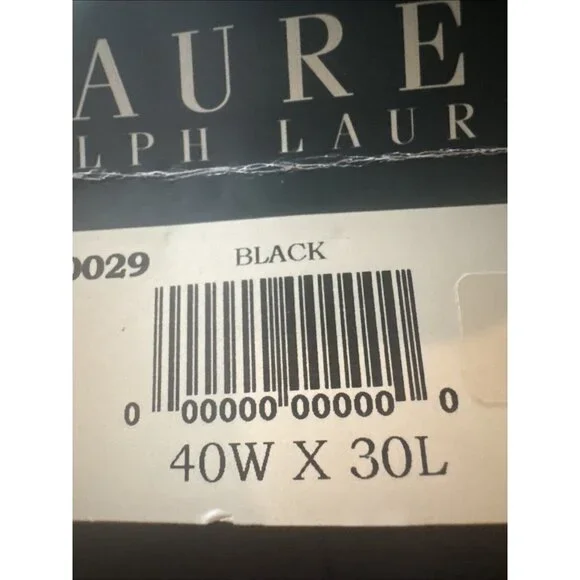 AURE
LPH LAUR
0029 BLACK
0 00000 00000 0
40W X 30L